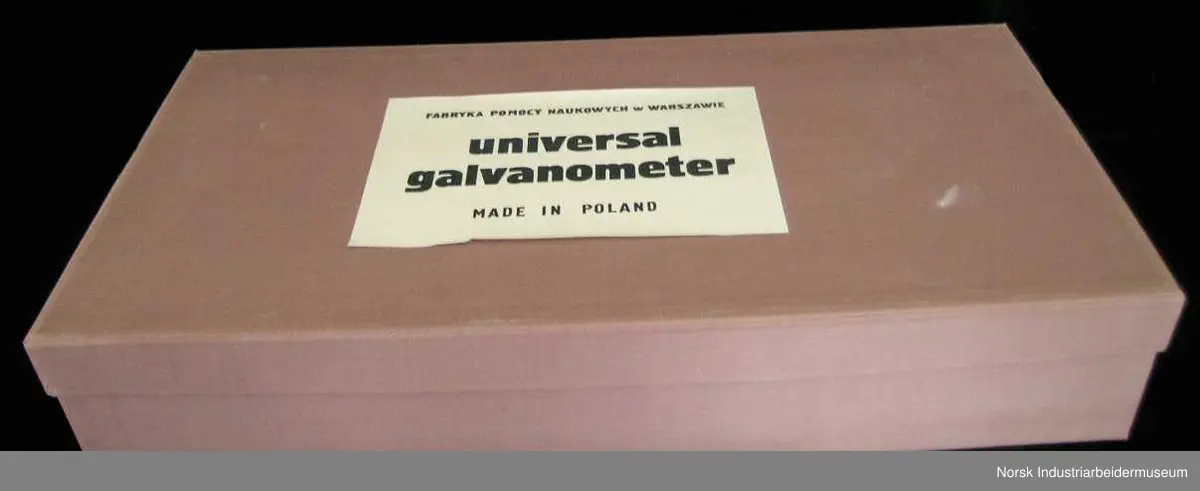 FABRYKA POMOCY NAUKOWYCH w WARSZAWIE
universal
galvanometer
MADE IN POLAND
Norsk Industriarbeidermuseum